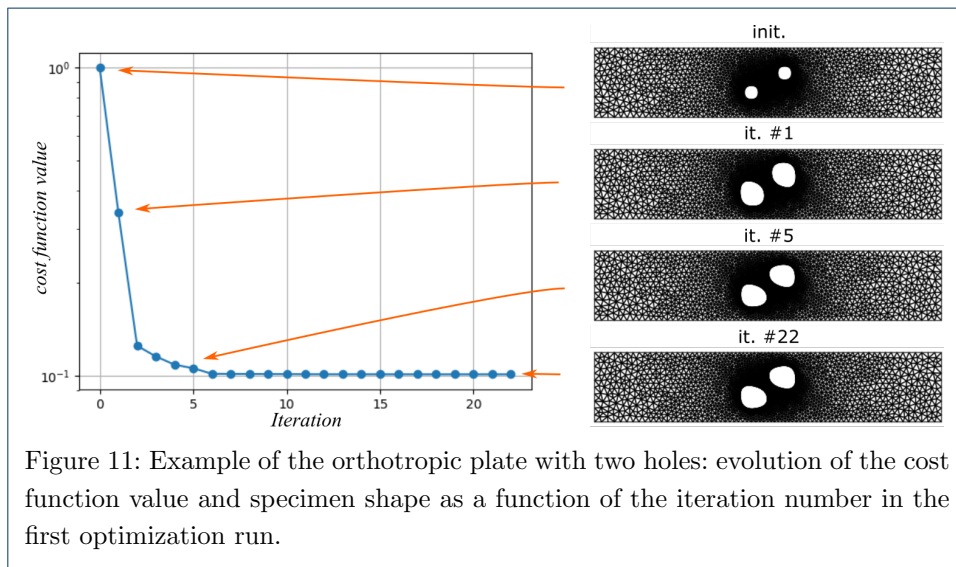 init.
10⁰
it. #1
cost function value
it. #5
it. #22
10⁻¹
0
5
10
15
20
Iteration
Figure 11: Example of the orthotropic plate with two holes: evolution of the cost
function value and specimen shape as a function of the iteration number in the
first optimization run.